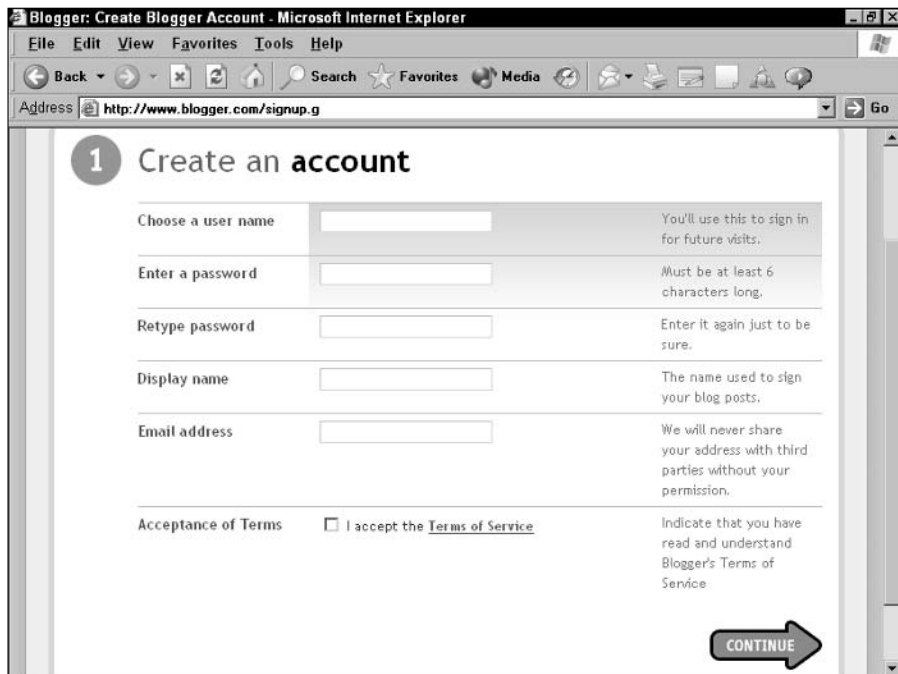 Blogger: Create Blogger Account - Microsoft Internet Explorer
File Edit View Favorites Tools Help
Back Search Favorites Media
Address http://www.blogger.com/signup.g Go
1 Create an account
Choose a user name
You'll use this to sign in
for future visits.
Enter a password
Must be at least 6
characters long.
Retype password
Enter it again just to be
sure.
Display name
The name used to sign
your blog posts.
Email address
We will never share
your address with third
parties without your
permission.
Acceptance of Terms
I accept the Terms of Service
Indicate that you have
read and understand
Blogger's Terms of
Service
CONTINUE